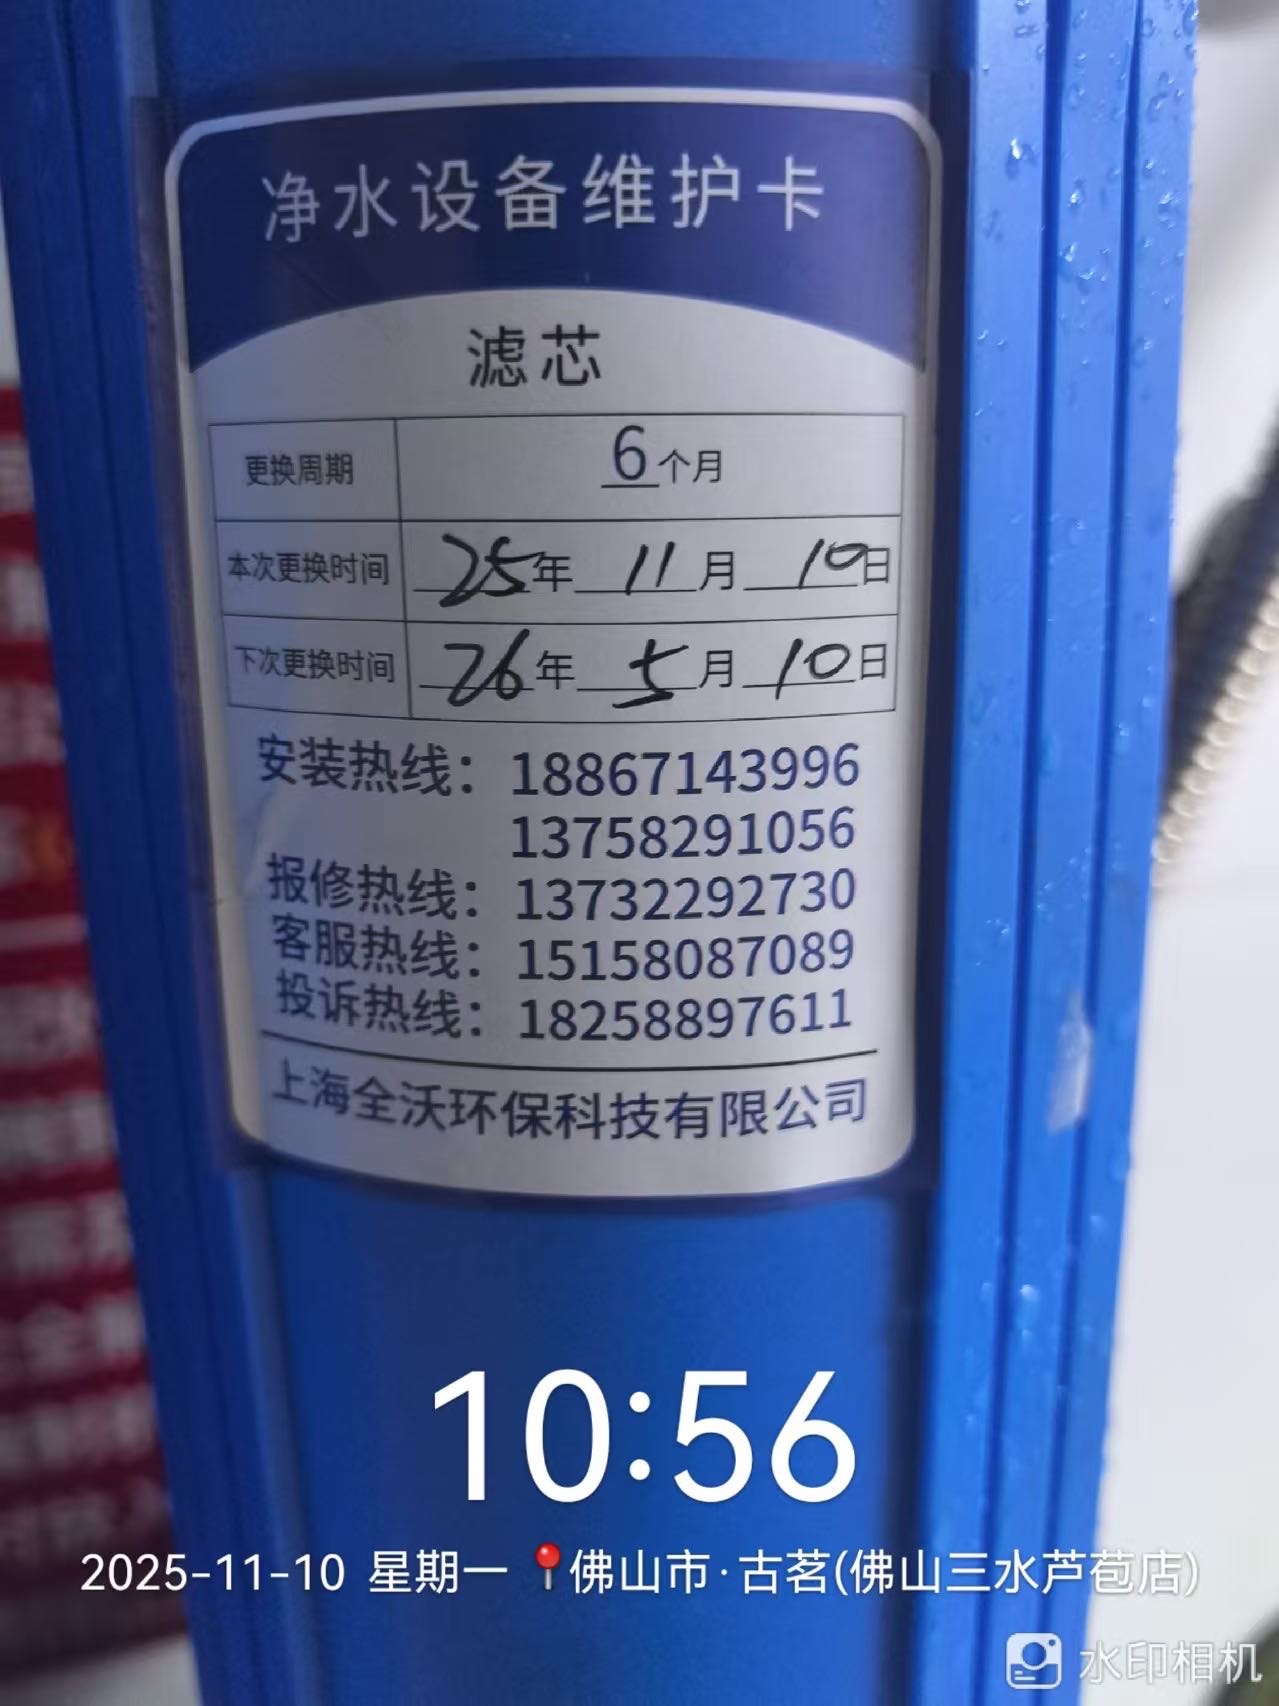 净水设备维护卡
滤芯
更换周期 6个月
本次更换时间 25年 11月 10日
下次更换时间 26年 5月 10日
安装热线：18867143996
13758291056
报修热线：13732292730
客服热线：15158087089
投诉热线：18258897611
上海全沃环保科技有限公司
10:56
2025-11-10 星期一 📍佛山市·古茗(佛山三水芦苞店)
水印相机